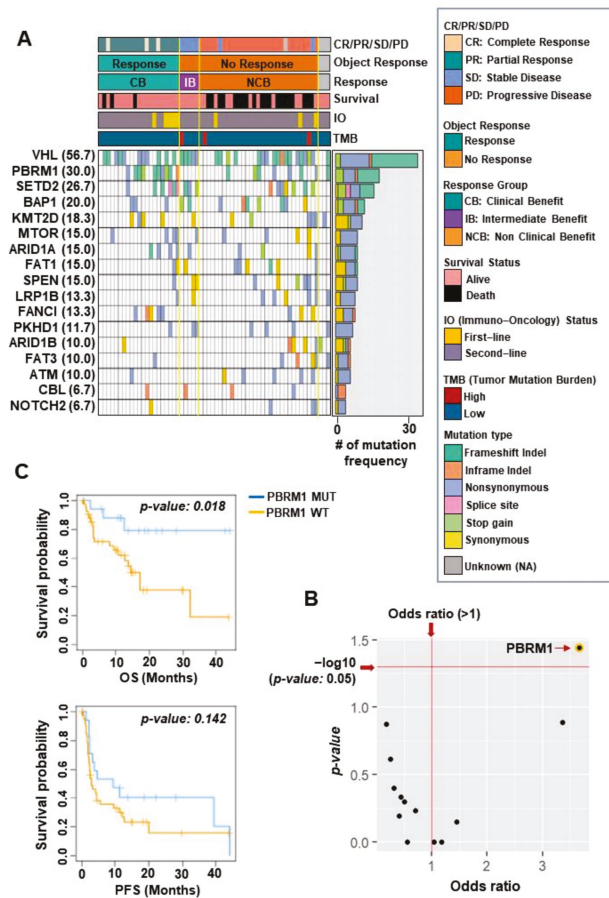 A
CR/PR/SD/PD
Response
No Response
Object Response
CB
IB
NCB
Response
Survival
IO
TMB
VHL (56.7)
PBRM1 (30.0)
SETD2 (26.7)
BAP1 (20.0)
KMT2D (18.3)
MTOR (15.0)
ARID1A (15.0)
FAT1 (15.0)
SPEN (15.0)
LRP1B (13.3)
FANCI (13.3)
PKHD1 (11.7)
ARID1B (10.0)
FAT3 (10.0)
ATM (10.0)
CBL (6.7)
NOTCH2 (6.7)
0
30
# of mutation
frequency
CR/PR/SD/PD
CR: Complete Response
PR: Partial Response
SD: Stable Disease
PD: Progressive Disease
Object Response
Response
No Response
Response Group
CB: Clinical Benefit
IB: Intermediate Benefit
NCB: Non Clinical Benefit
Survival Status
Alive
Death
IO (Immuno-Oncology) Status
First-line
Second-line
TMB (Tumor Mutation Burden)
High
Low
Mutation type
Frameshift Indel
Inframe Indel
Nonsynonymous
Splice site
Stop gain
Synonymous
Unknown (NA)
C
p-value: 0.018
PBRM1 MUT
PBRM1 WT
Survival probability
0.0 0.2 0.4 0.6 0.8 1.0
0 10 20 30 40
OS (Months)
p-value: 0.142
Survival probability
0.0 0.2 0.4 0.6 0.8 1.0
0 10 20 30 40
PFS (Months)
B
Odds ratio (>1)
PBRM1
−log10
(p-value: 0.05)
p-value
1.5
1.0
0.5
0.0
1 2 3
Odds ratio